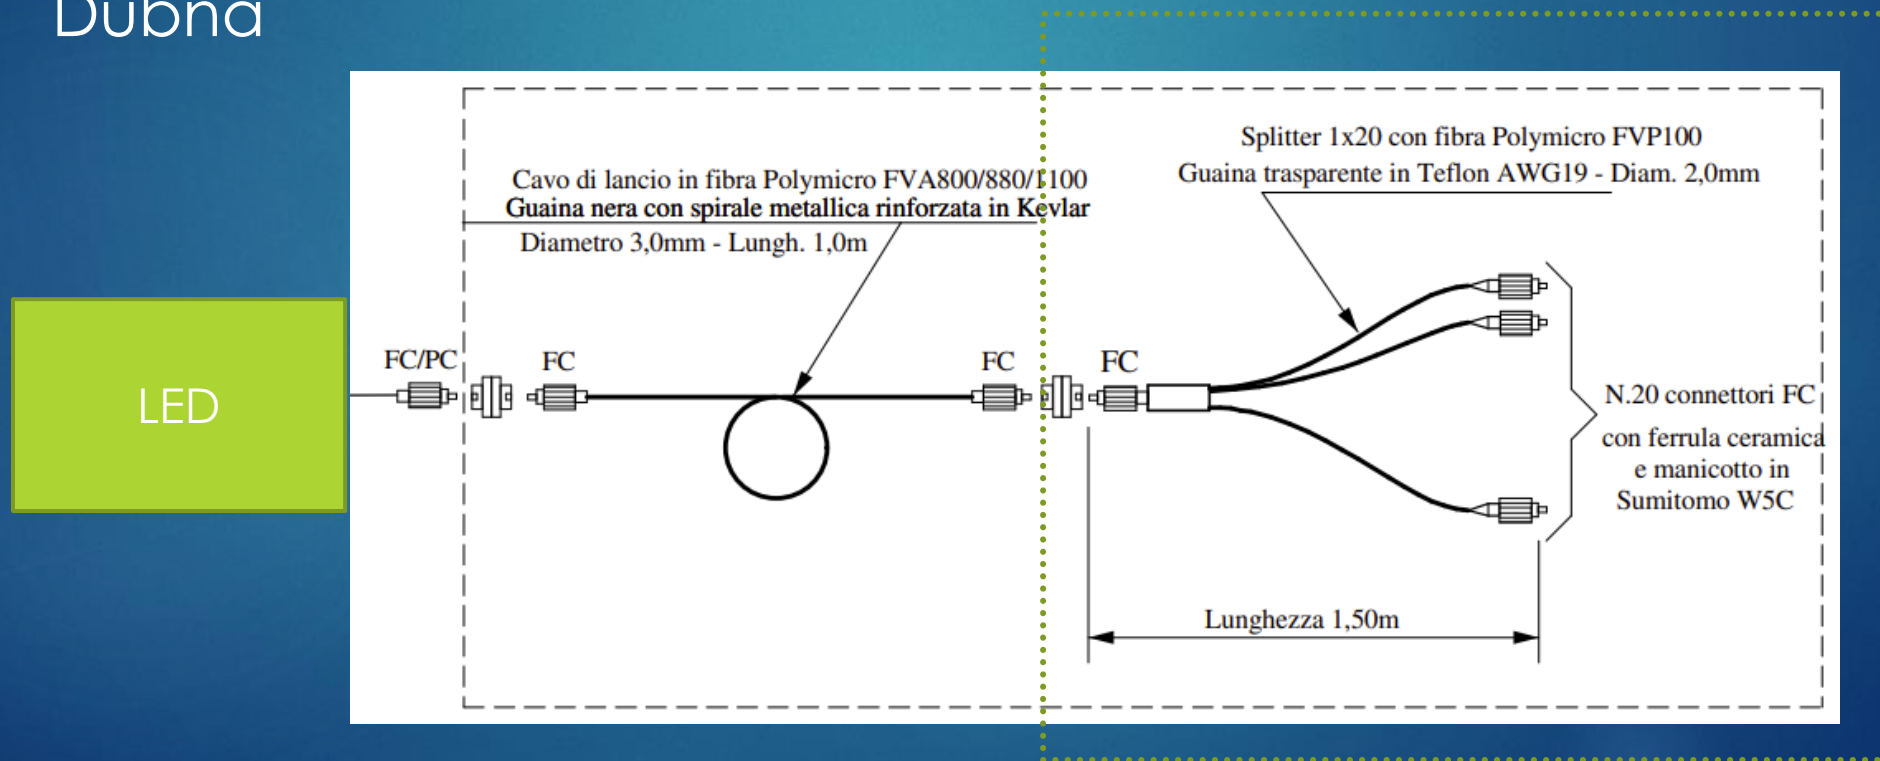 Dubna
Splitter 1x20 con fibra Polymicro FVP100
Guaina trasparente in Teflon AWG19 - Diam. 2,0mm
Cavo di lancio in fibra Polymicro FVA800/880/1100
Guaina nera con spirale metallica rinforzata in Kevlar
Diametro 3,0mm - Lungh. 1,0m
FC/PC
FC
FC
FC
LED
N.20 connettori FC
con ferrula ceramica
e manicotto in
Sumitomo W5C
Lunghezza 1,50m